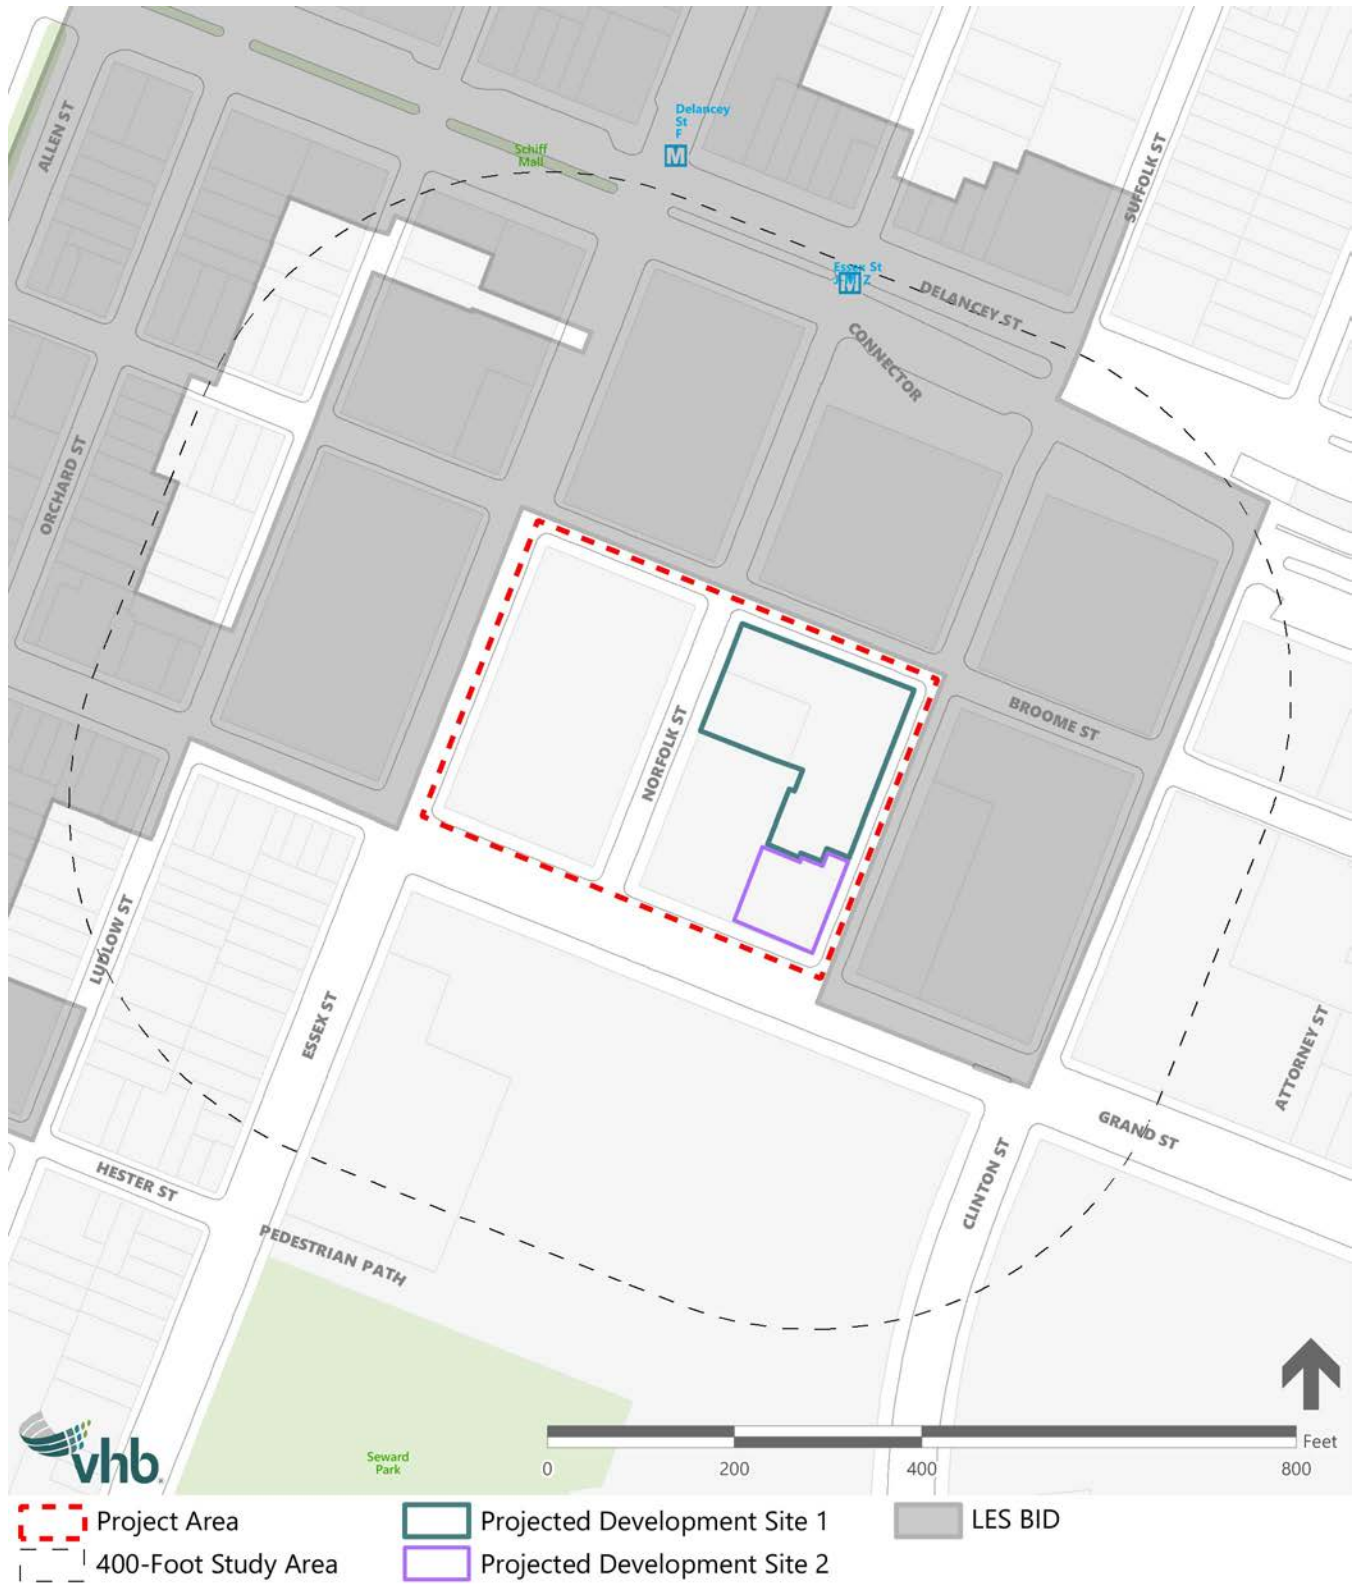 Delancey
St
F
Schiff
Mall
ALLEN ST
SUFFOLK ST
Essex St
Z
DELANCEY ST
CONNECTOR
ORCHARD ST
BROOME ST
NORFOLK ST
LUDLOW ST
ESSEX ST
ATTORNEY ST
GRAND ST
CLINTON ST
HESTER ST
PEDESTRIAN PATH
Seward
Park
vhb
Feet
0 200 400 800
Project Area
Projected Development Site 1
LES BID
400-Foot Study Area
Projected Development Site 2